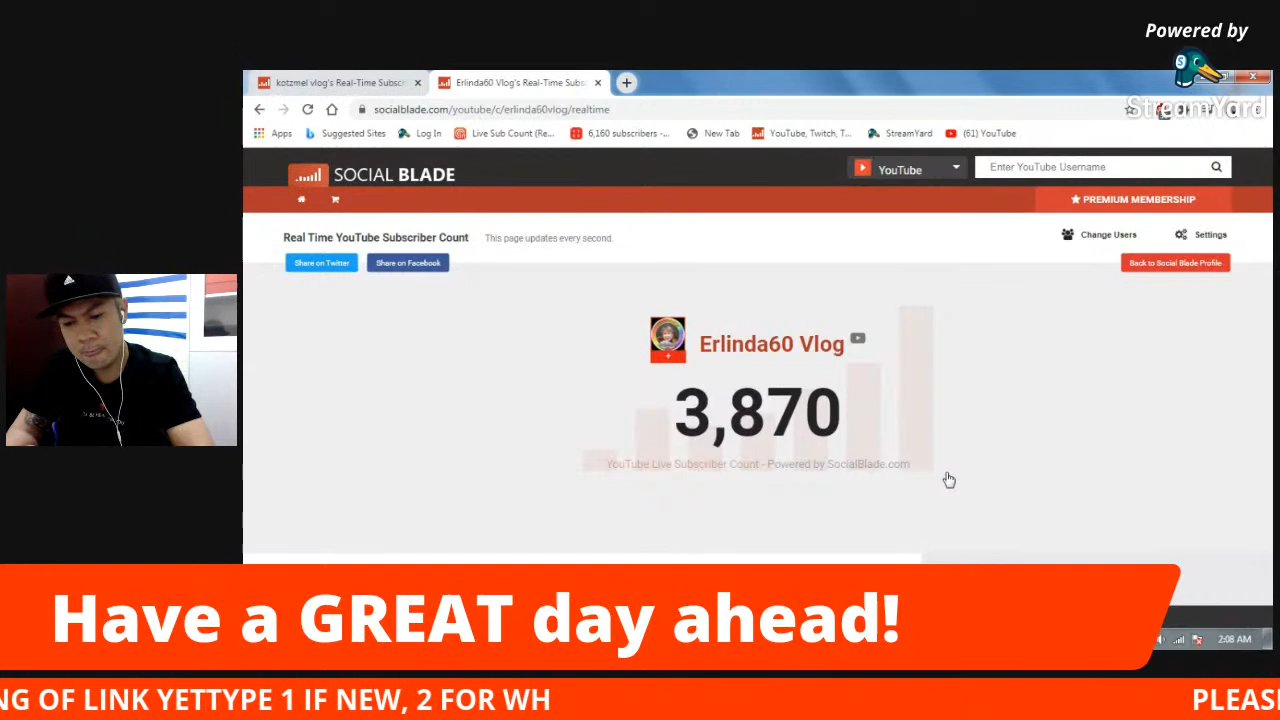 Powered by
StreamYard
kotzmel vlog's Real-Time Subscr
Erlinda60 Vlog's Real-Time Subs
socialblade.com/youtube/c/erlinda60vlog/realtime
Apps
Suggested Sites
Log In
Live Sub Count (Re...
6,160 subscribers -...
New Tab
YouTube, Twitch, T...
StreamYard
(61) YouTube
SOCIAL BLADE
YouTube
Enter YouTube Username
PREMIUM MEMBERSHIP
Real Time YouTube Subscriber Count
This page updates every second.
Change Users
Settings
Share on Twitter
Share on Facebook
Back to Social Blade Profile
Erlinda60 Vlog
3,870
YouTube Live Subscriber Count - Powered by SocialBlade.com
Have a GREAT day ahead!
2:08 AM
NG OF LINK YETTYPE 1 IF NEW, 2 FOR WH
PLEAS